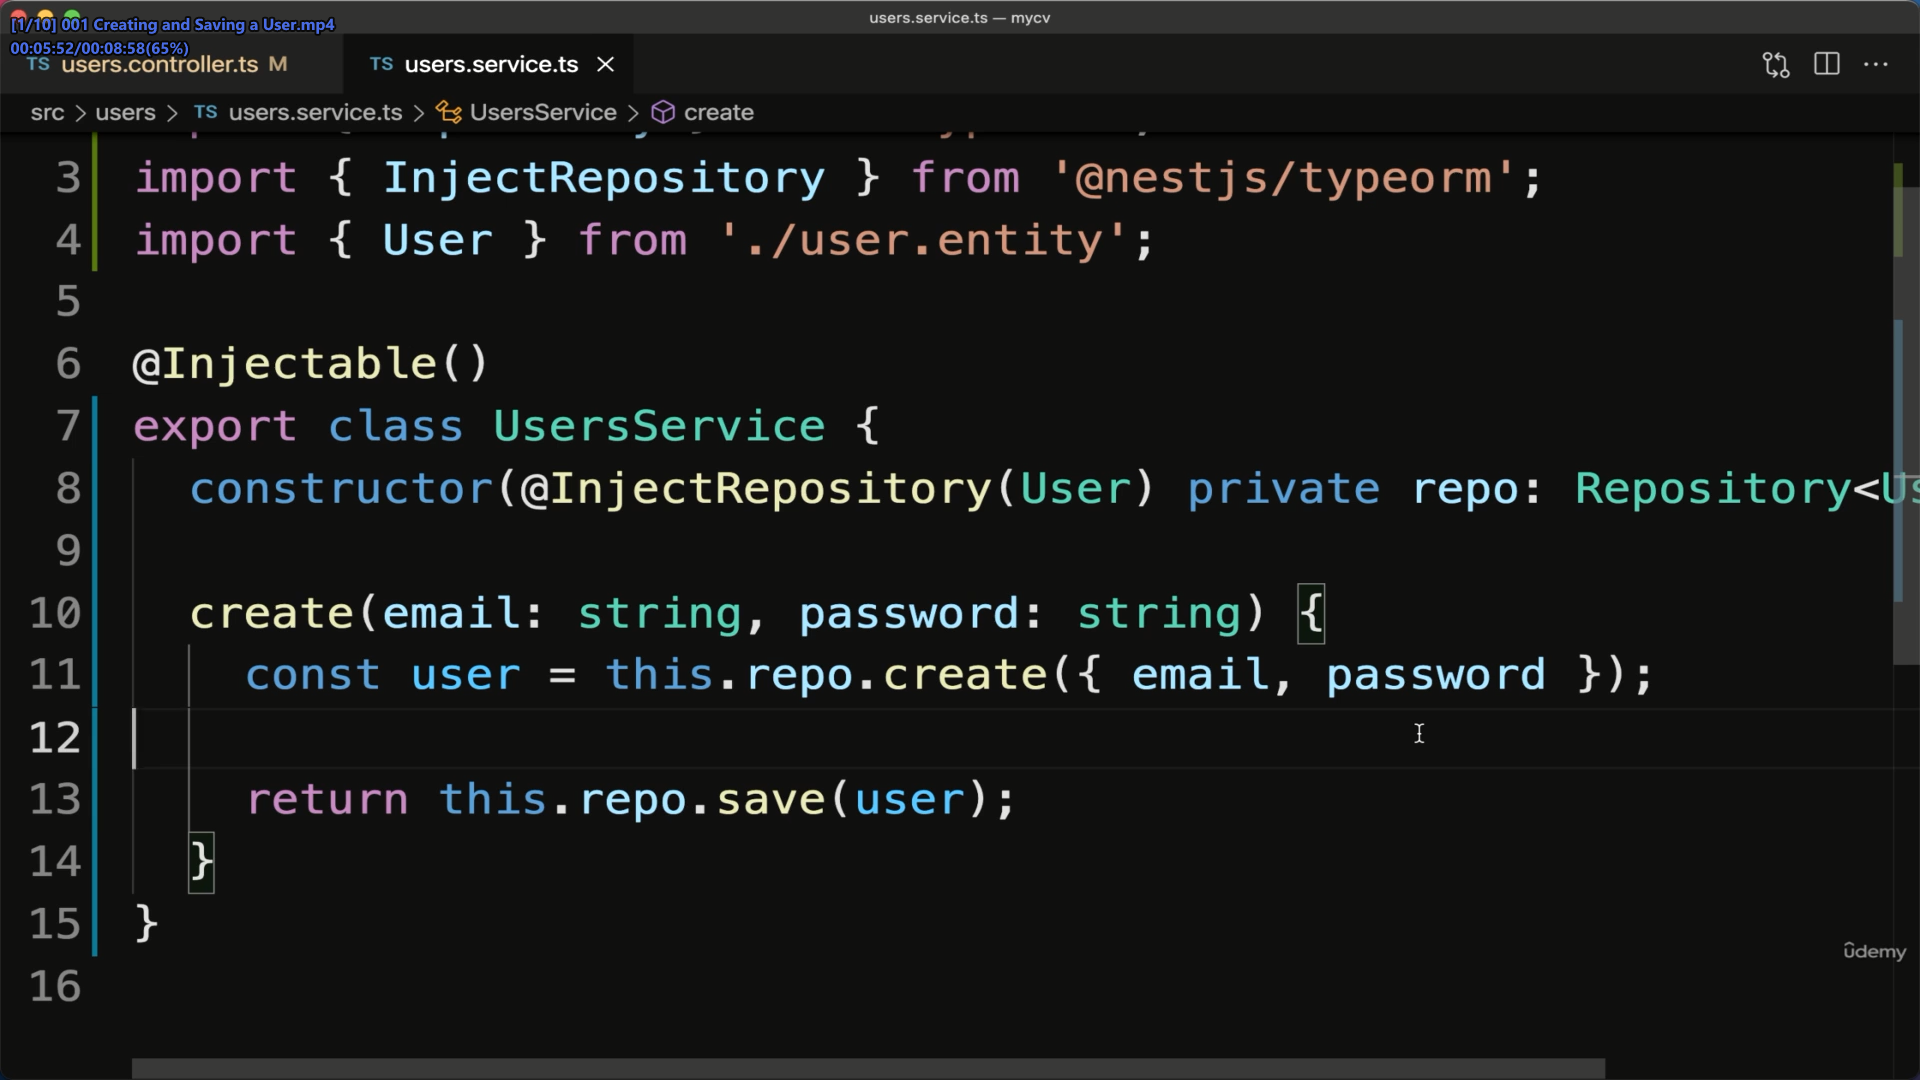 users.service.ts — mycv
[1/10] 001 Creating and Saving a User.mp4
00:05:52/00:08:58(65%)
TS users.controller.ts M
TS users.service.ts
src > users > TS users.service.ts > UsersService > create
3 import { InjectRepository } from '@nestjs/typeorm';
4 import { User } from './user.entity';
5
6 @Injectable()
7 export class UsersService {
8 constructor(@InjectRepository(User) private repo: Repository<Us
9
10 create(email: string, password: string) {
11 const user = this.repo.create({ email, password });
12
13 return this.repo.save(user);
14 }
15 }
16
ûdemy